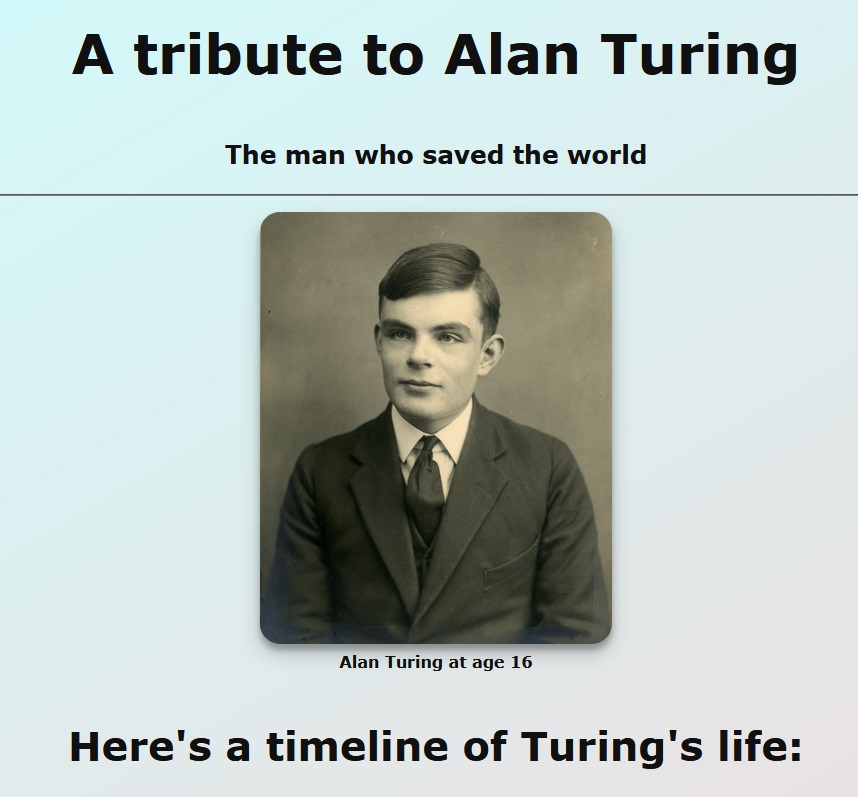 A tribute to Alan Turing
The man who saved the world
Alan Turing at age 16
Here's a timeline of Turing's life: